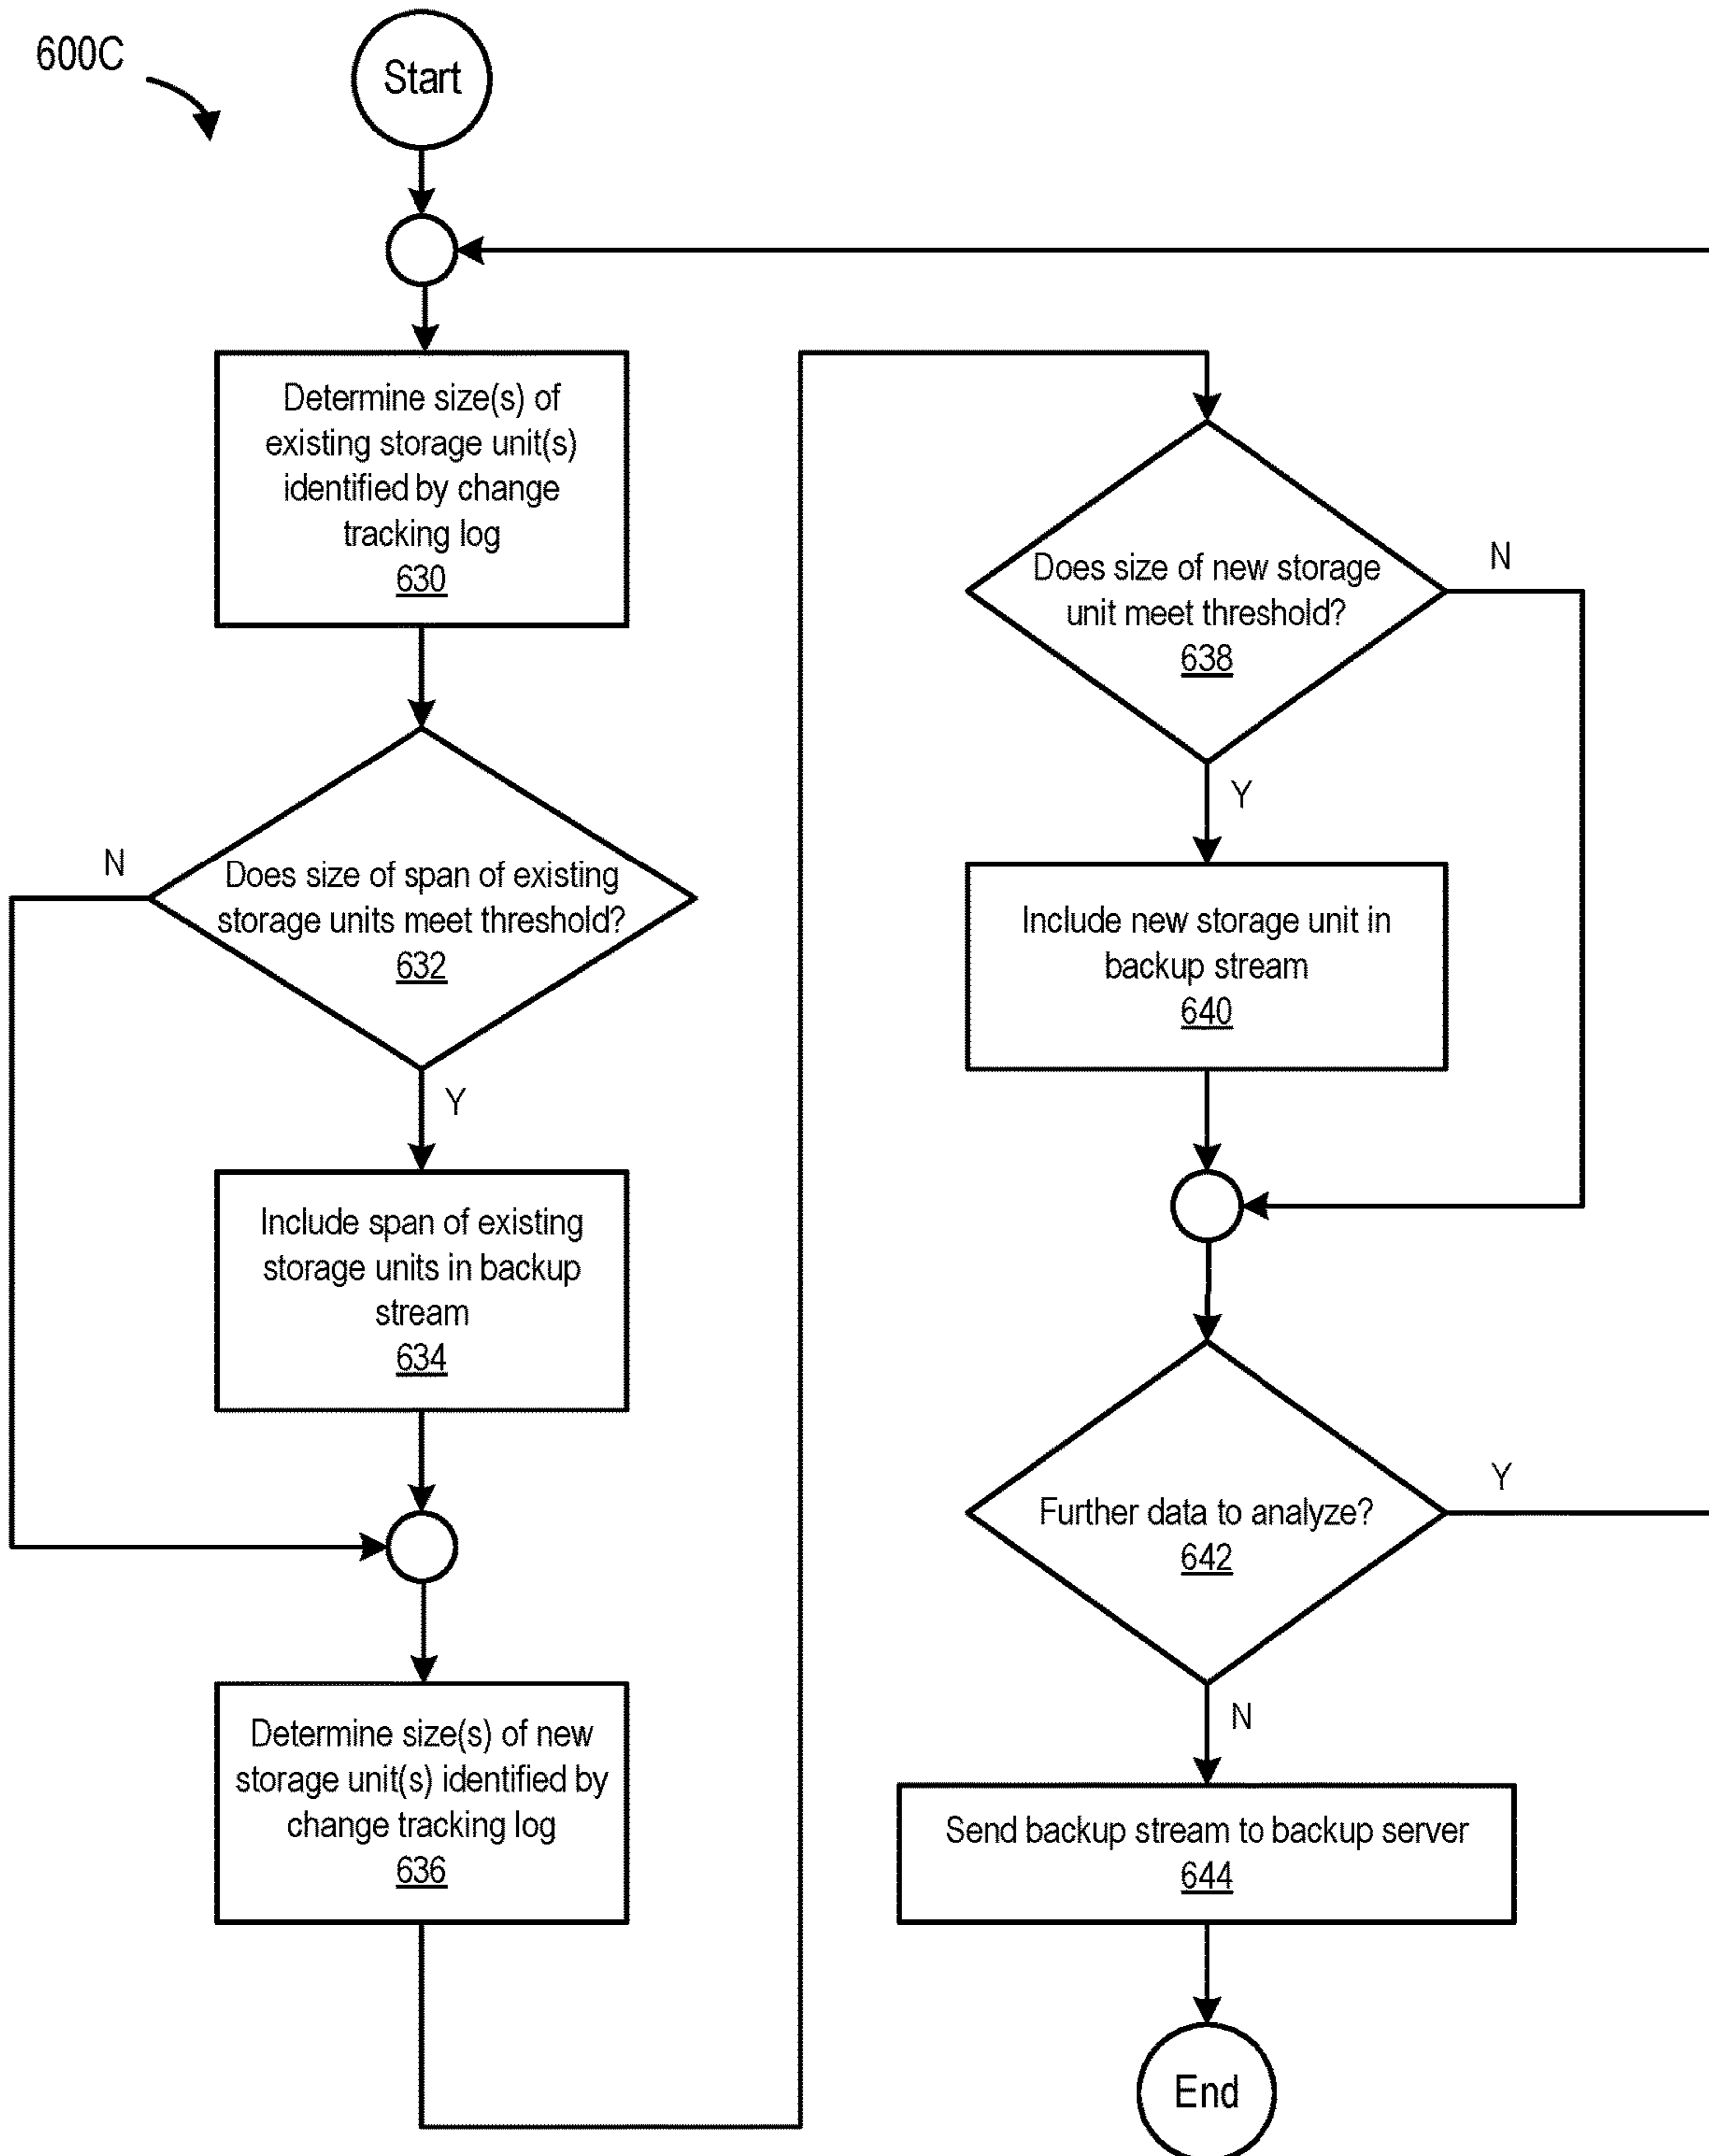 600C
Start
Determine size(s) of
existing storage unit(s)
identified by change
tracking log
630
N
Does size of span of existing
storage units meet threshold?
632
Y
Include span of existing
storage units in backup
stream
634
Determine size(s) of new
storage unit(s) identified by
change tracking log
636
Does size of new storage
unit meet threshold?
638
N
Y
Include new storage unit in
backup stream
640
Further data to analyze?
642
Y
N
Send backup stream to backup server
644
End